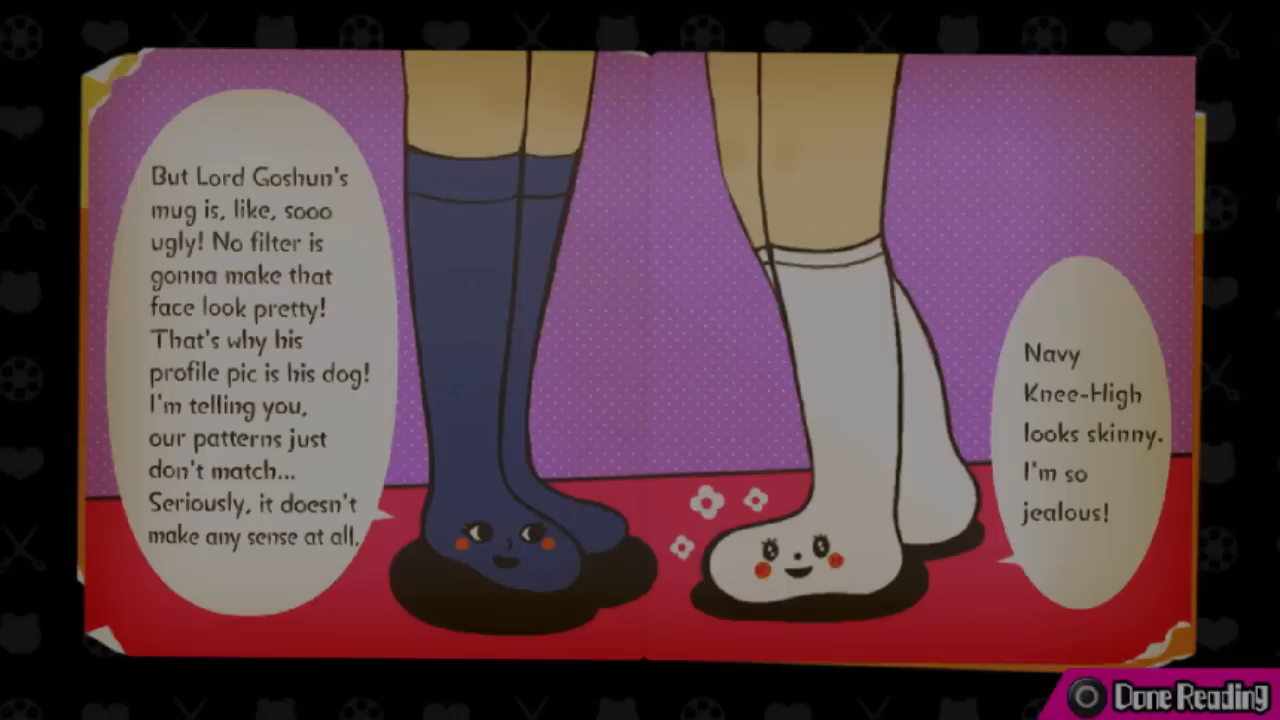 But Lord Goshun's
mug is, like, sooo
ugly! No filter is
gonna make that
face look pretty!
That's why his
profile pic is his dog!
I'm telling you,
our patterns just
don't match...
Seriously, it doesn't
make any sense at all.
Navy
Knee-High
looks skinny.
I'm so
jealous!
Done Reading